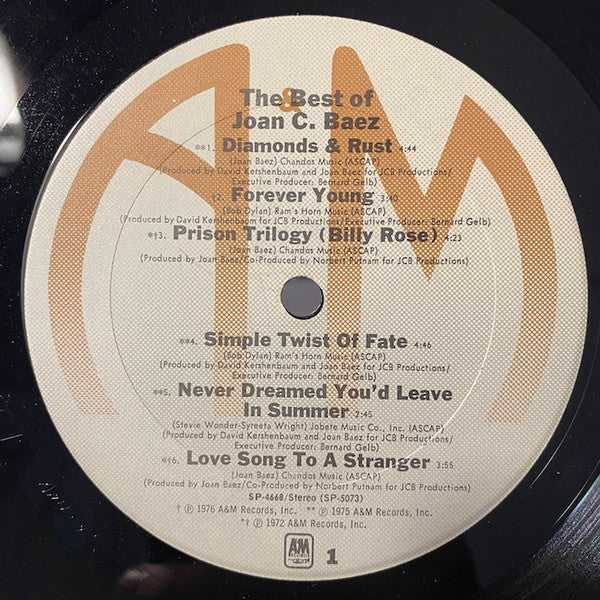 A&M
The Best of
Joan C. Baez
**1. Diamonds & Rust 4:44
(Joan Baez) Chandos Music (ASCAP)
(Produced by David Kershenbaum and Joan Baez for JCB Productions/
Executive Producer: Bernard Gelb)
†2. Forever Young 3:40
(Bob Dylan) Ram's Horn Music (ASCAP)
(Produced by David Kershenbaum for JCB Productions/Executive Producer: Bernard Gelb)
*†3. Prison Trilogy (Billy Rose) 4:23
(Joan Baez) Chandos Music (ASCAP)
(Produced by Joan Baez/Co-Produced by Norbert Putnam for JCB Productions)
**4. Simple Twist Of Fate 4:46
(Bob Dylan) Ram's Horn Music (ASCAP)
(Produced by David Kershenbaum and Joan Baez for JCB Productions/
Executive Producer: Bernard Gelb)
**5. Never Dreamed You'd Leave
In Summer 2:45
(Stevie Wonder-Syreeta Wright) Jobete Music Co., Inc. (ASCAP)
(Produced by David Kershenbaum and Joan Baez for JCB Productions/
Executive Producer: Bernard Gelb)
*†6. Love Song To A Stranger 3:55
(Joan Baez) Chandos Music (ASCAP)
(Produced by Joan Baez/Co-Produced by Norbert Putnam for JCB Productions)
SP-4668/Stereo (SP-5073)
† ℗ 1976 A&M Records, Inc. ** ℗ 1975 A&M Records, Inc.
*† ℗ 1972 A&M Records, Inc.
A&M
RECORDS
1